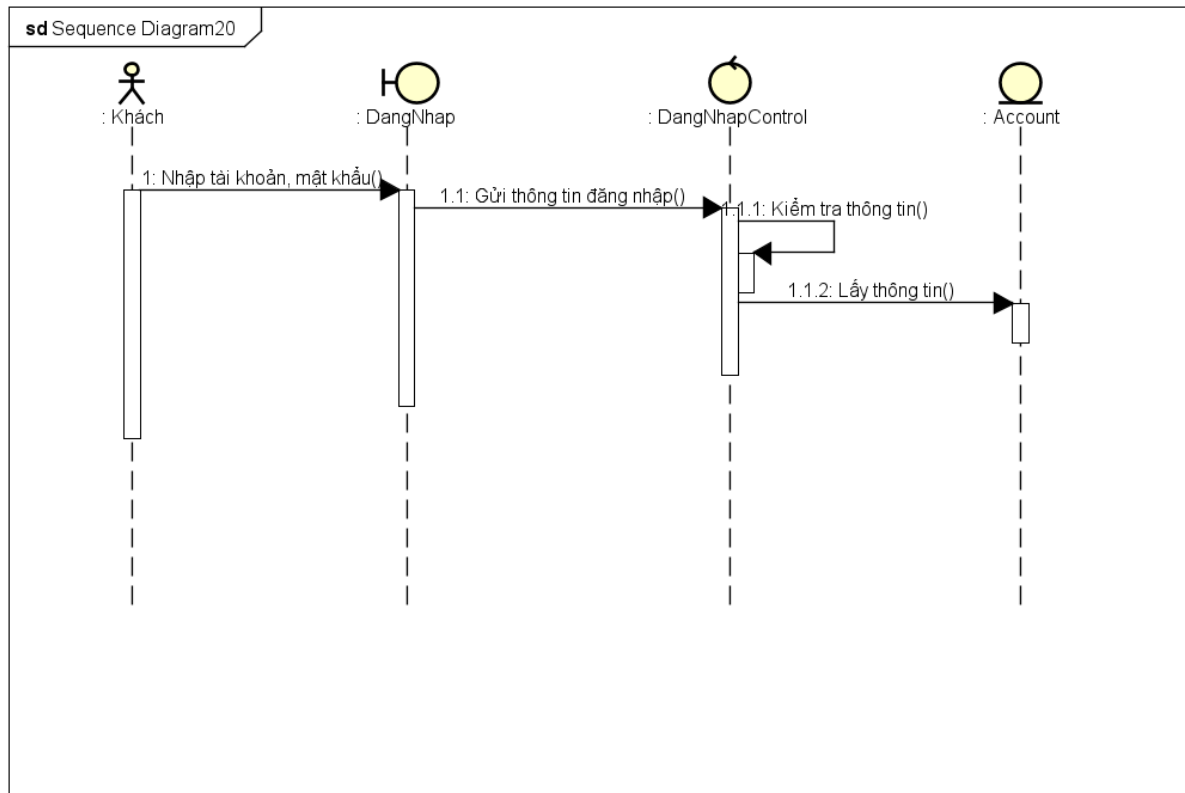 sd Sequence Diagram20
: Khách
: DangNhap
: DangNhapControl
: Account
1: Nhập tài khoản, mật khẩu()
1.1: Gửi thông tin đăng nhập()
1.1.1: Kiểm tra thông tin()
1.1.2: Lấy thông tin()